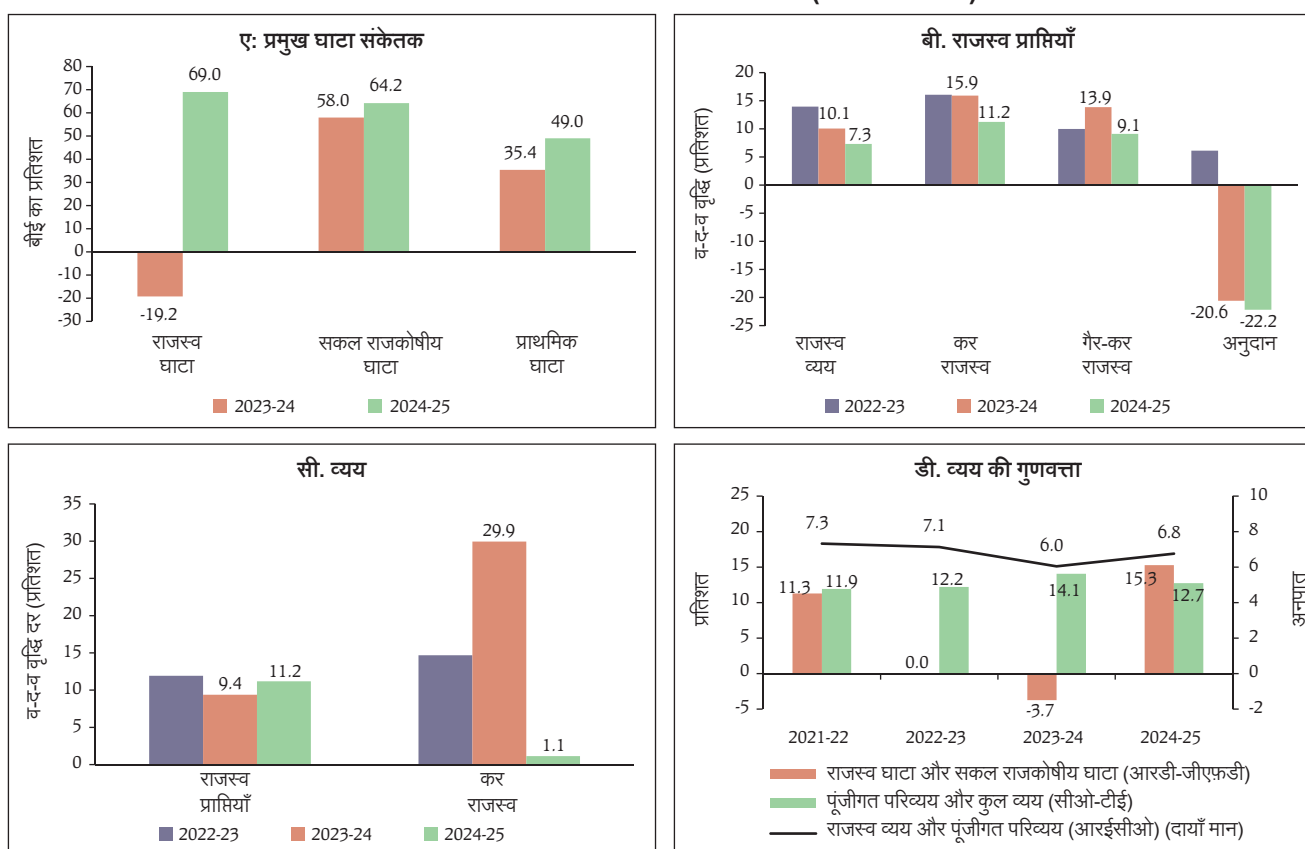 ए: प्रमुख घाटा संकेतक
बीई का प्रतिशत
80
70
60
50
40
30
20
10
0
-10
-20
-30
69.0
58.0
64.2
35.4
49.0
-19.2
राजस्व
घाटा
सकल राजकोषीय
घाटा
प्राथमिक
घाटा
2023-24
2024-25
बी. राजस्व प्राप्तियाँ
व-द-व वृद्धि (प्रतिशत)
20
15
10
5
0
-5
-10
-15
-20
-25
10.1
7.3
15.9
11.2
13.9
9.1
-20.6
-22.2
राजस्व
व्यय
कर
राजस्व
गैर-कर
राजस्व
अनुदान
2022-23
2023-24
2024-25
सी. व्यय
व-द-व वृद्धि दर (प्रतिशत)
35
30
25
20
15
10
5
0
9.4
11.2
29.9
1.1
राजस्व
प्राप्तियाँ
कर
राजस्व
2022-23
2023-24
2024-25
डी. व्यय की गुणवत्ता
प्रतिशत
25
20
15
10
5
0
-5
7.3
7.1
6.0
6.8
11.3
11.9
0.0
12.2
-3.7
14.1
15.3
12.7
10
8
6
4
2
0
-2
अनपात
2021-22
2022-23
2023-24
2024-25
राजस्व घाटा और सकल राजकोषीय घाटा (आरडी-जीएफ़डी)
पूंजीगत परिव्यय और कुल व्यय (सीओ-टीई)
राजस्व व्यय और पूंजीगत परिव्यय (आरईसीओ) (दायाँ मान)